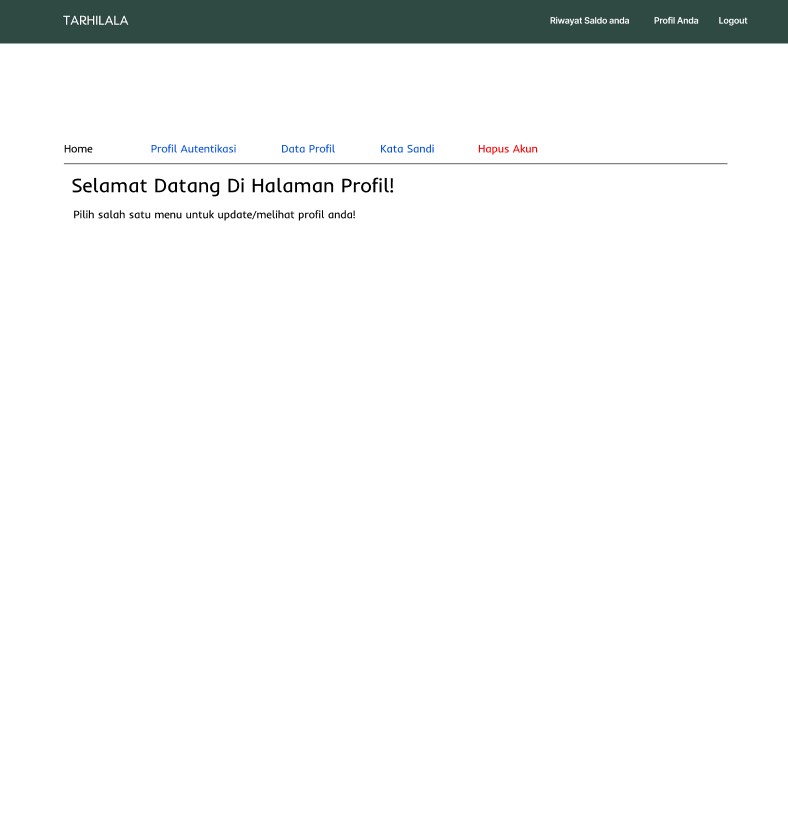 TARHILALA Riwayat Saldo anda Profil Anda Logout
Home Profil Autentikasi Data Profil Kata Sandi Hapus Akun
Selamat Datang Di Halaman Profil!
Pilih salah satu menu untuk update/melihat profil anda!